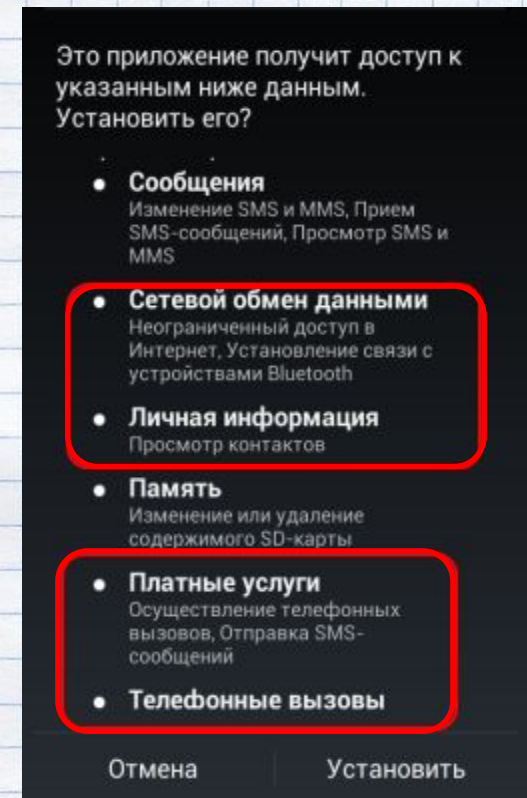 Это приложение получит доступ к
указанным ниже данным.
Установить его?
Сообщения
Изменение SMS и MMS, Прием
SMS-сообщений, Просмотр SMS и
MMS
Сетевой обмен данными
Неограниченный доступ в
Интернет, Установление связи с
устройствами Bluetooth
Личная информация
Просмотр контактов
Память
Изменение или удаление
содержимого SD-карты
Платные услуги
Осуществление телефонных
вызовов, Отправка SMS-
сообщений
Телефонные вызовы
Отмена Установить